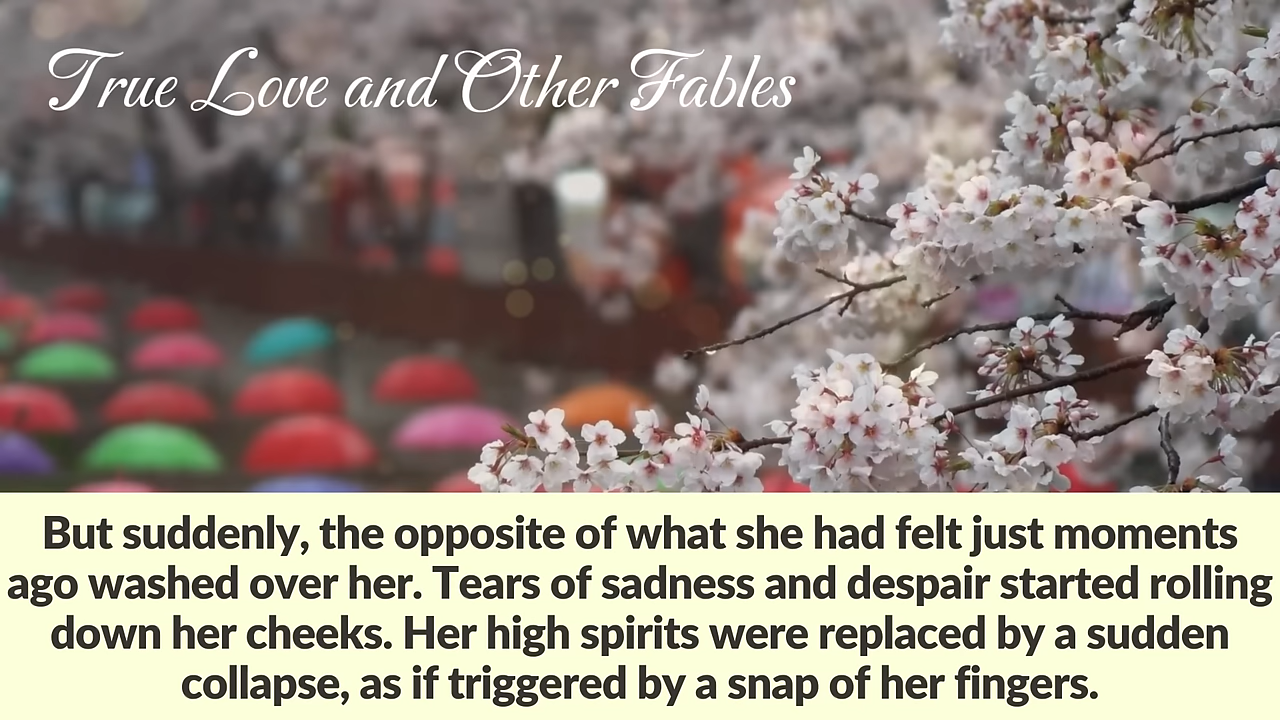 True Love and Other Fables
But suddenly, the opposite of what she had felt just moments
ago washed over her. Tears of sadness and despair started rolling
down her cheeks. Her high spirits were replaced by a sudden
collapse, as if triggered by a snap of her fingers.